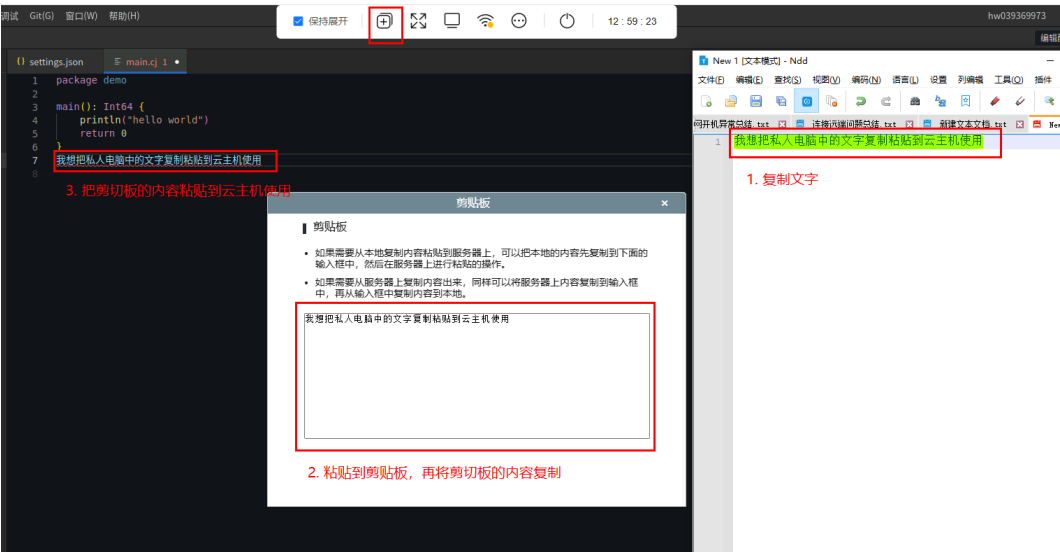 调试 Git(G) 窗口(W) 帮助(H)
保持展开
12 : 59 : 23
hw039369973
settings.json
main.cj 1
1 package demo
2
3 main(): Int64 {
4 println("hello world")
5 return 0
6 }
7 我想把私人电脑中的文字复制粘贴到云主机使用
8
3. 把剪切板的内容粘贴到云主机使用
剪贴板
剪贴板
• 如果需要从本地复制内容粘贴到服务器上，可以把本地的内容先复制到下面的
输入框中，然后在服务器上进行粘贴的操作。
• 如果需要从服务器上复制内容出来，同样可以将服务器上内容复制到输入框
中，再从输入框中复制内容到本地。
我想把私人电脑中的文字复制粘贴到云主机使用
2. 粘贴到剪贴板，再将剪切板的内容复制
New 1 [文本模式] - Ndd
文件(F) 编辑(E) 查找(S) 视图(V) 编码(N) 语言(L) 设置 列编辑 工具(O) 插件
开机异常总结.txt 连接远端问题总结.txt 新建文本文档.txt
1 我想把私人电脑中的文字复制粘贴到云主机使用
1. 复制文字